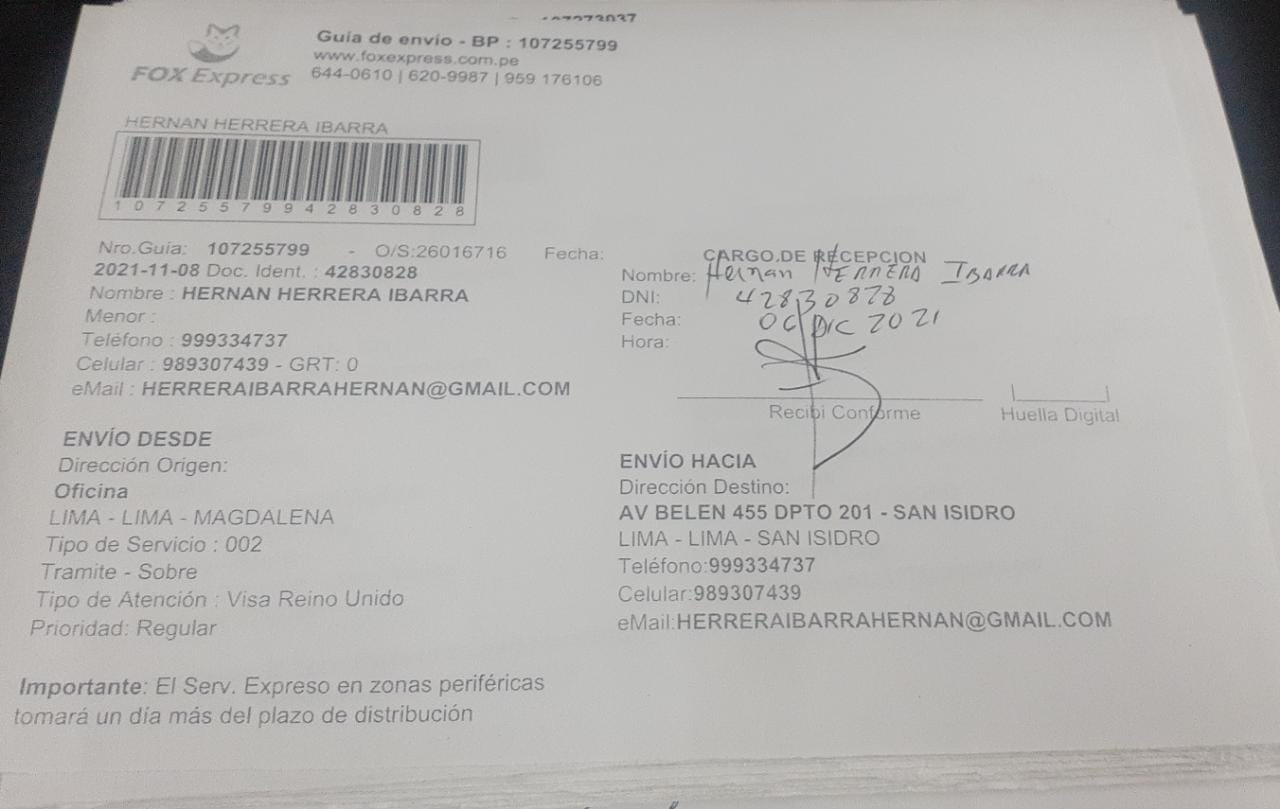 FOX Express
Guía de envío - BP : 107255799
www.foxexpress.com.pe
644-0610 | 620-9987 | 959 176106
HERNAN HERRERA IBARRA
1 0 7 2 5 5 7 9 9 4 2 8 3 0 8 2 8
Nro.Guía: 107255799 - O/S:26016716 Fecha:
2021-11-08 Doc. Ident. : 42830828
Nombre : HERNAN HERRERA IBARRA
Menor :
Teléfono : 999334737
Celular : 989307439 - GRT: 0
eMail : HERRERAIBARRAHERNAN@GMAIL.COM
CARGO.DE RECEPCION
Nombre: Hernan HERRERA IBARRA
DNI: 42830878
Fecha: 06 DIC 2021
Hora:
Recibi Conforme
Huella Digital
ENVÍO DESDE
Dirección Origen:
Oficina
LIMA - LIMA - MAGDALENA
Tipo de Servicio : 002
Tramite - Sobre
Tipo de Atención : Visa Reino Unido
Prioridad: Regular
ENVÍO HACIA
Dirección Destino:
AV BELEN 455 DPTO 201 - SAN ISIDRO
LIMA - LIMA - SAN ISIDRO
Teléfono:999334737
Celular:989307439
eMail:HERRERAIBARRAHERNAN@GMAIL.COM
Importante: El Serv. Expreso en zonas periféricas
tomará un día más del plazo de distribución